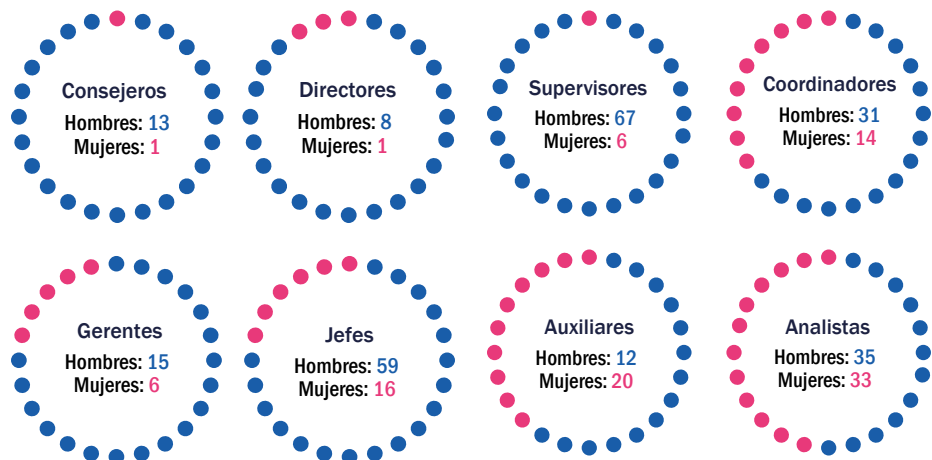 Consejeros
Hombres: 13
Mujeres: 1
Directores
Hombres: 8
Mujeres: 1
Supervisores
Hombres: 67
Mujeres: 6
Coordinadores
Hombres: 31
Mujeres: 14
Gerentes
Hombres: 15
Mujeres: 6
Jefes
Hombres: 59
Mujeres: 16
Auxiliares
Hombres: 12
Mujeres: 20
Analistas
Hombres: 35
Mujeres: 33